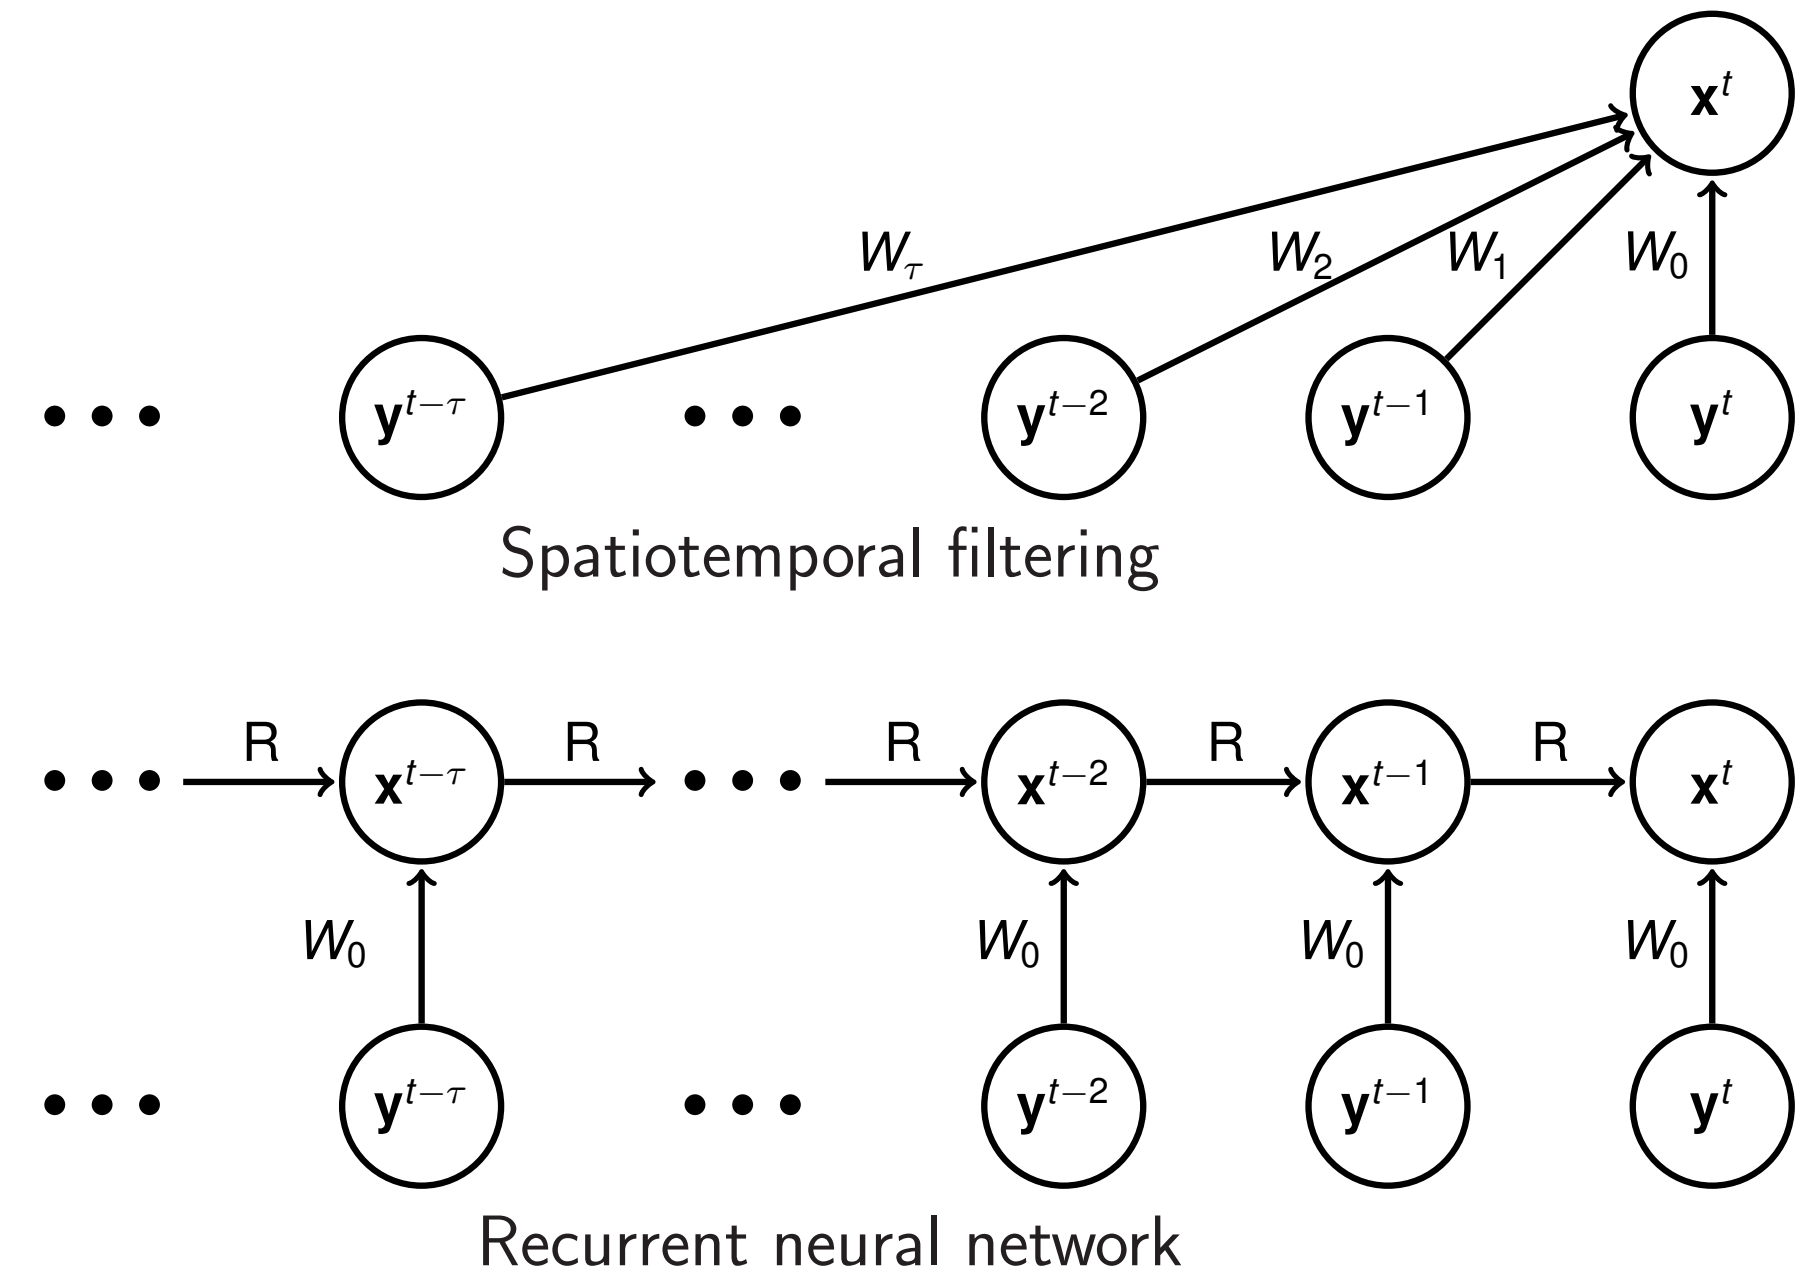 x^t
W_τ W_2 W_1 W_0
••• y^{t−τ} ••• y^{t−2} y^{t−1} y^t
Spatiotemporal filtering
R R R R R
••• x^{t−τ} ••• x^{t−2} x^{t−1} x^t
W_0 W_0 W_0 W_0
••• y^{t−τ} ••• y^{t−2} y^{t−1} y^t
Recurrent neural network